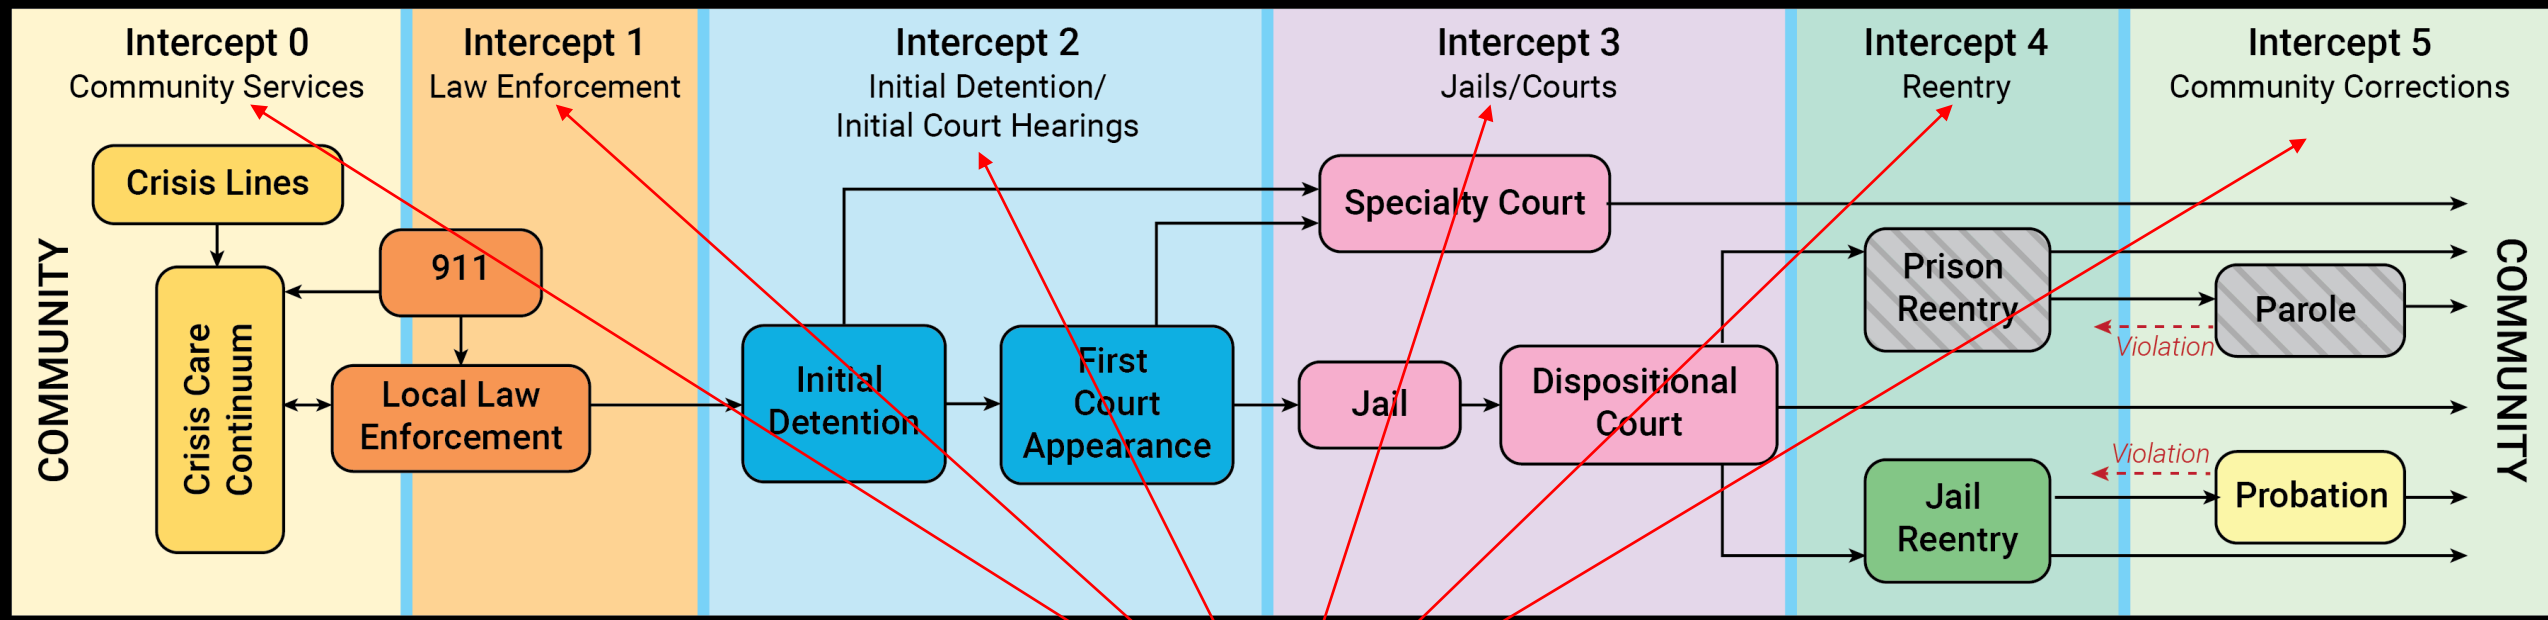 Intercept 0
Community Services
Intercept 1
Law Enforcement
Intercept 2
Initial Detention/
Initial Court Hearings
Intercept 3
Jails/Courts
Intercept 4
Reentry
Intercept 5
Community Corrections
COMMUNITY
Crisis Lines
Crisis Care
Continuum
911
Local Law
Enforcement
Initial
Detention
First
Court
Appearance
Specialty Court
Jail
Dispositional
Court
Prison
Reentry
Jail
Reentry
Violation
Parole
Violation
Probation
COMMUNITY